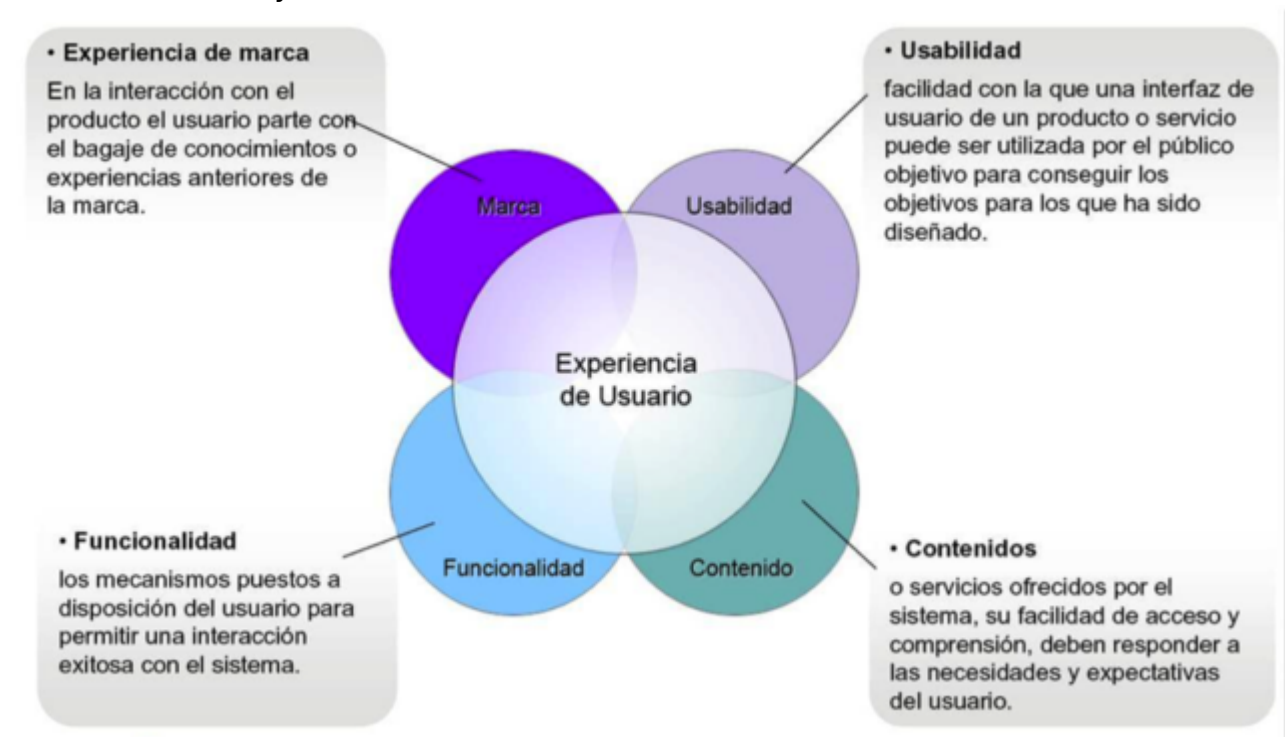 • Experiencia de marca
En la interacción con el
producto el usuario parte con
el bagaje de conocimientos o
experiencias anteriores de
la marca.
• Usabilidad
facilidad con la que una interfaz de
usuario de un producto o servicio
puede ser utilizada por el público
objetivo para conseguir los
objetivos para los que ha sido
diseñado.
Marca
Usabilidad
Experiencia
de Usuario
Funcionalidad
Contenido
• Funcionalidad
los mecanismos puestos a
disposición del usuario para
permitir una interacción
exitosa con el sistema.
• Contenidos
o servicios ofrecidos por el
sistema, su facilidad de acceso y
comprensión, deben responder a
las necesidades y expectativas
del usuario.